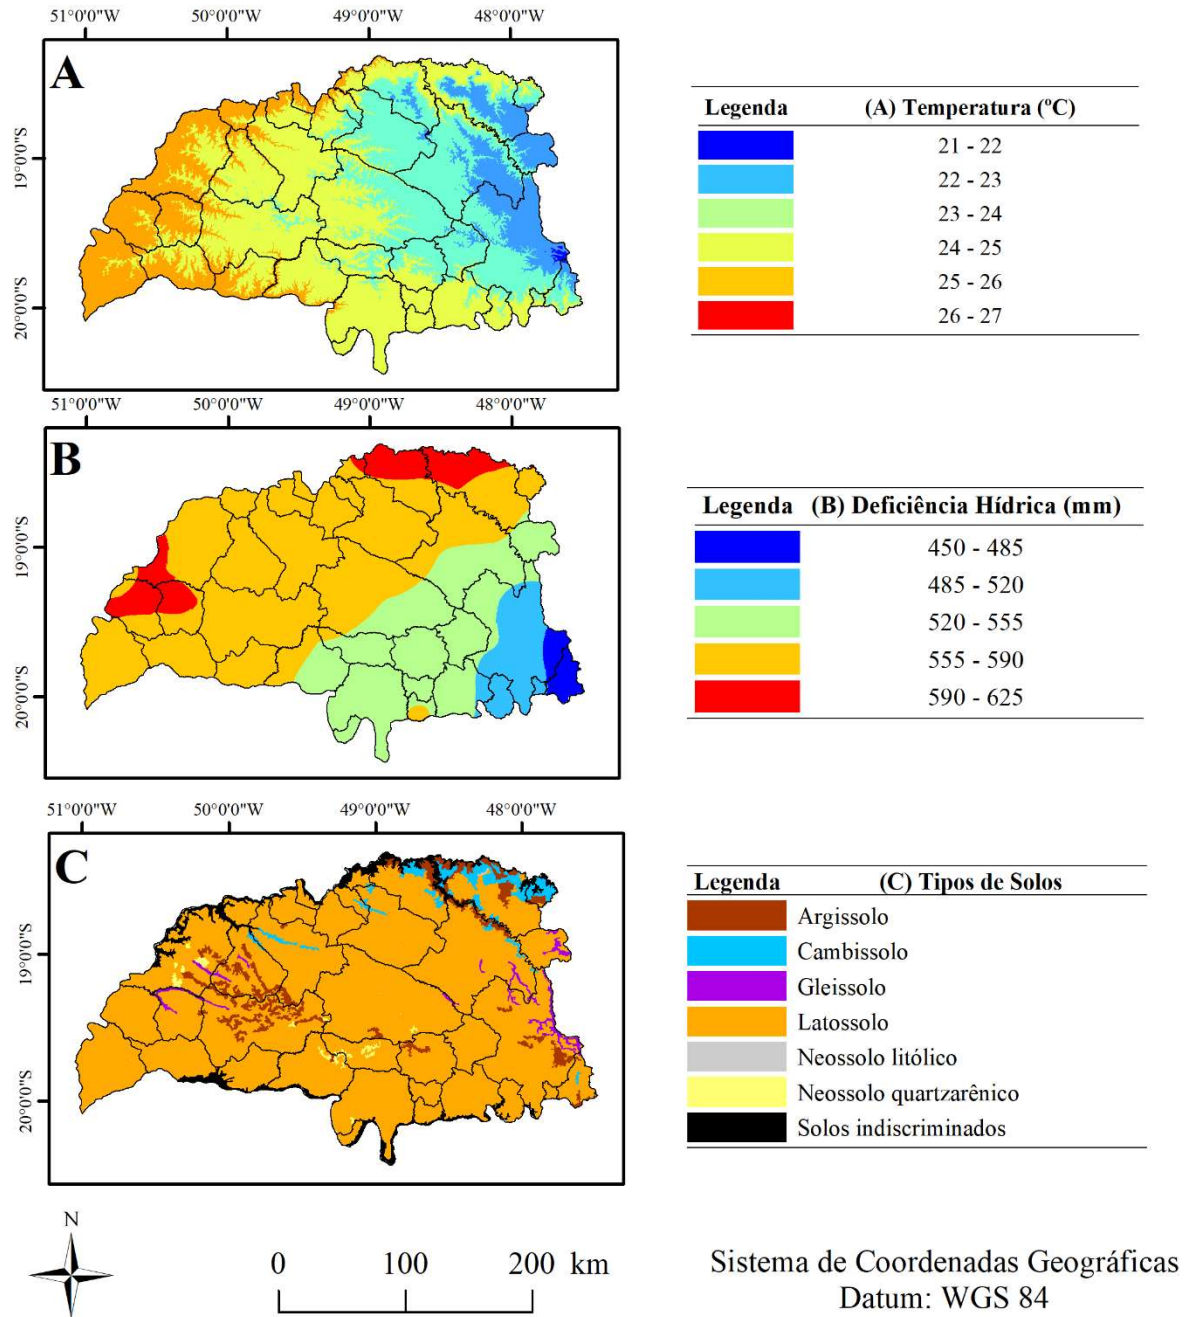 51°0'0"W 50°0'0"W 49°0'0"W 48°0'0"W
A
19°0'0"S
20°0'0"S
Legenda (A) Temperatura (ºC)
21 - 22
22 - 23
23 - 24
24 - 25
25 - 26
26 - 27
51°0'0"W 50°0'0"W 49°0'0"W 48°0'0"W
B
19°0'0"S
20°0'0"S
Legenda (B) Deficiência Hídrica (mm)
450 - 485
485 - 520
520 - 555
555 - 590
590 - 625
51°0'0"W 50°0'0"W 49°0'0"W 48°0'0"W
C
19°0'0"S
20°0'0"S
Legenda (C) Tipos de Solos
Argissolo
Cambissolo
Gleissolo
Latossolo
Neossolo litólico
Neossolo quartzarênico
Solos indiscriminados
N
0 100 200 km
Sistema de Coordenadas Geográficas
Datum: WGS 84